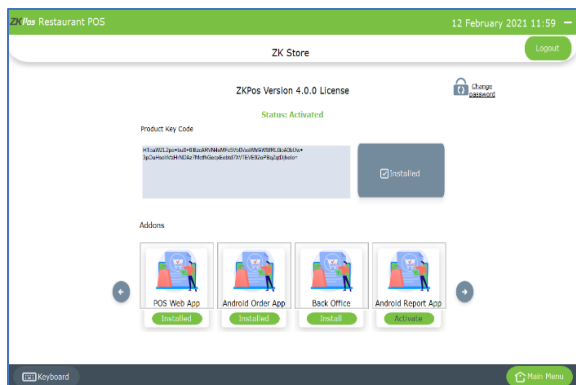 ZKPos Restaurant POS
12 February 2021 11:59
ZK Store
Logout
ZKPos Version 4.0.0 License
Change
password
Status: Activated
Product Key Code
Installed
Addons
POS Web App
Android Order App
Back Office
Android Report App
Installed
Installed
Install
Activate
Keyboard
Main Menu